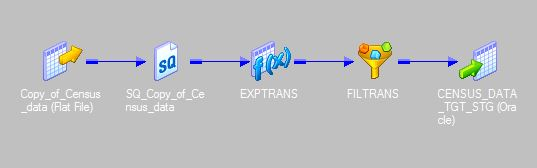 SQ
f(x)
Copy_of_Census
_data (Flat File)
SQ_Copy_of_Ce
nsus_data
EXPTRANS
FILTRANS
CENSUS_DATA
_TGT_STG (Ora
cle)